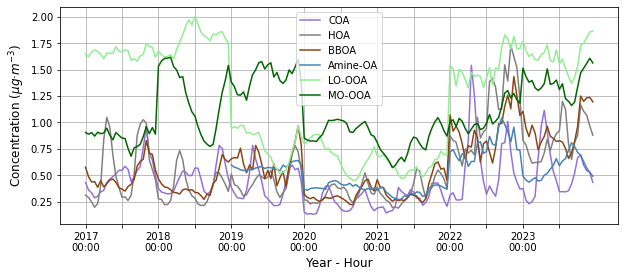 COA
HOA
BBOA
Amine-OA
LO-OOA
MO-OOA
Concentration (μg·m⁻³)
2.00
1.75
1.50
1.25
1.00
0.75
0.50
0.25
2017 2018 2019 2020 2021 2022 2023
00:00 00:00 00:00 00:00 00:00 00:00 00:00
Year - Hour